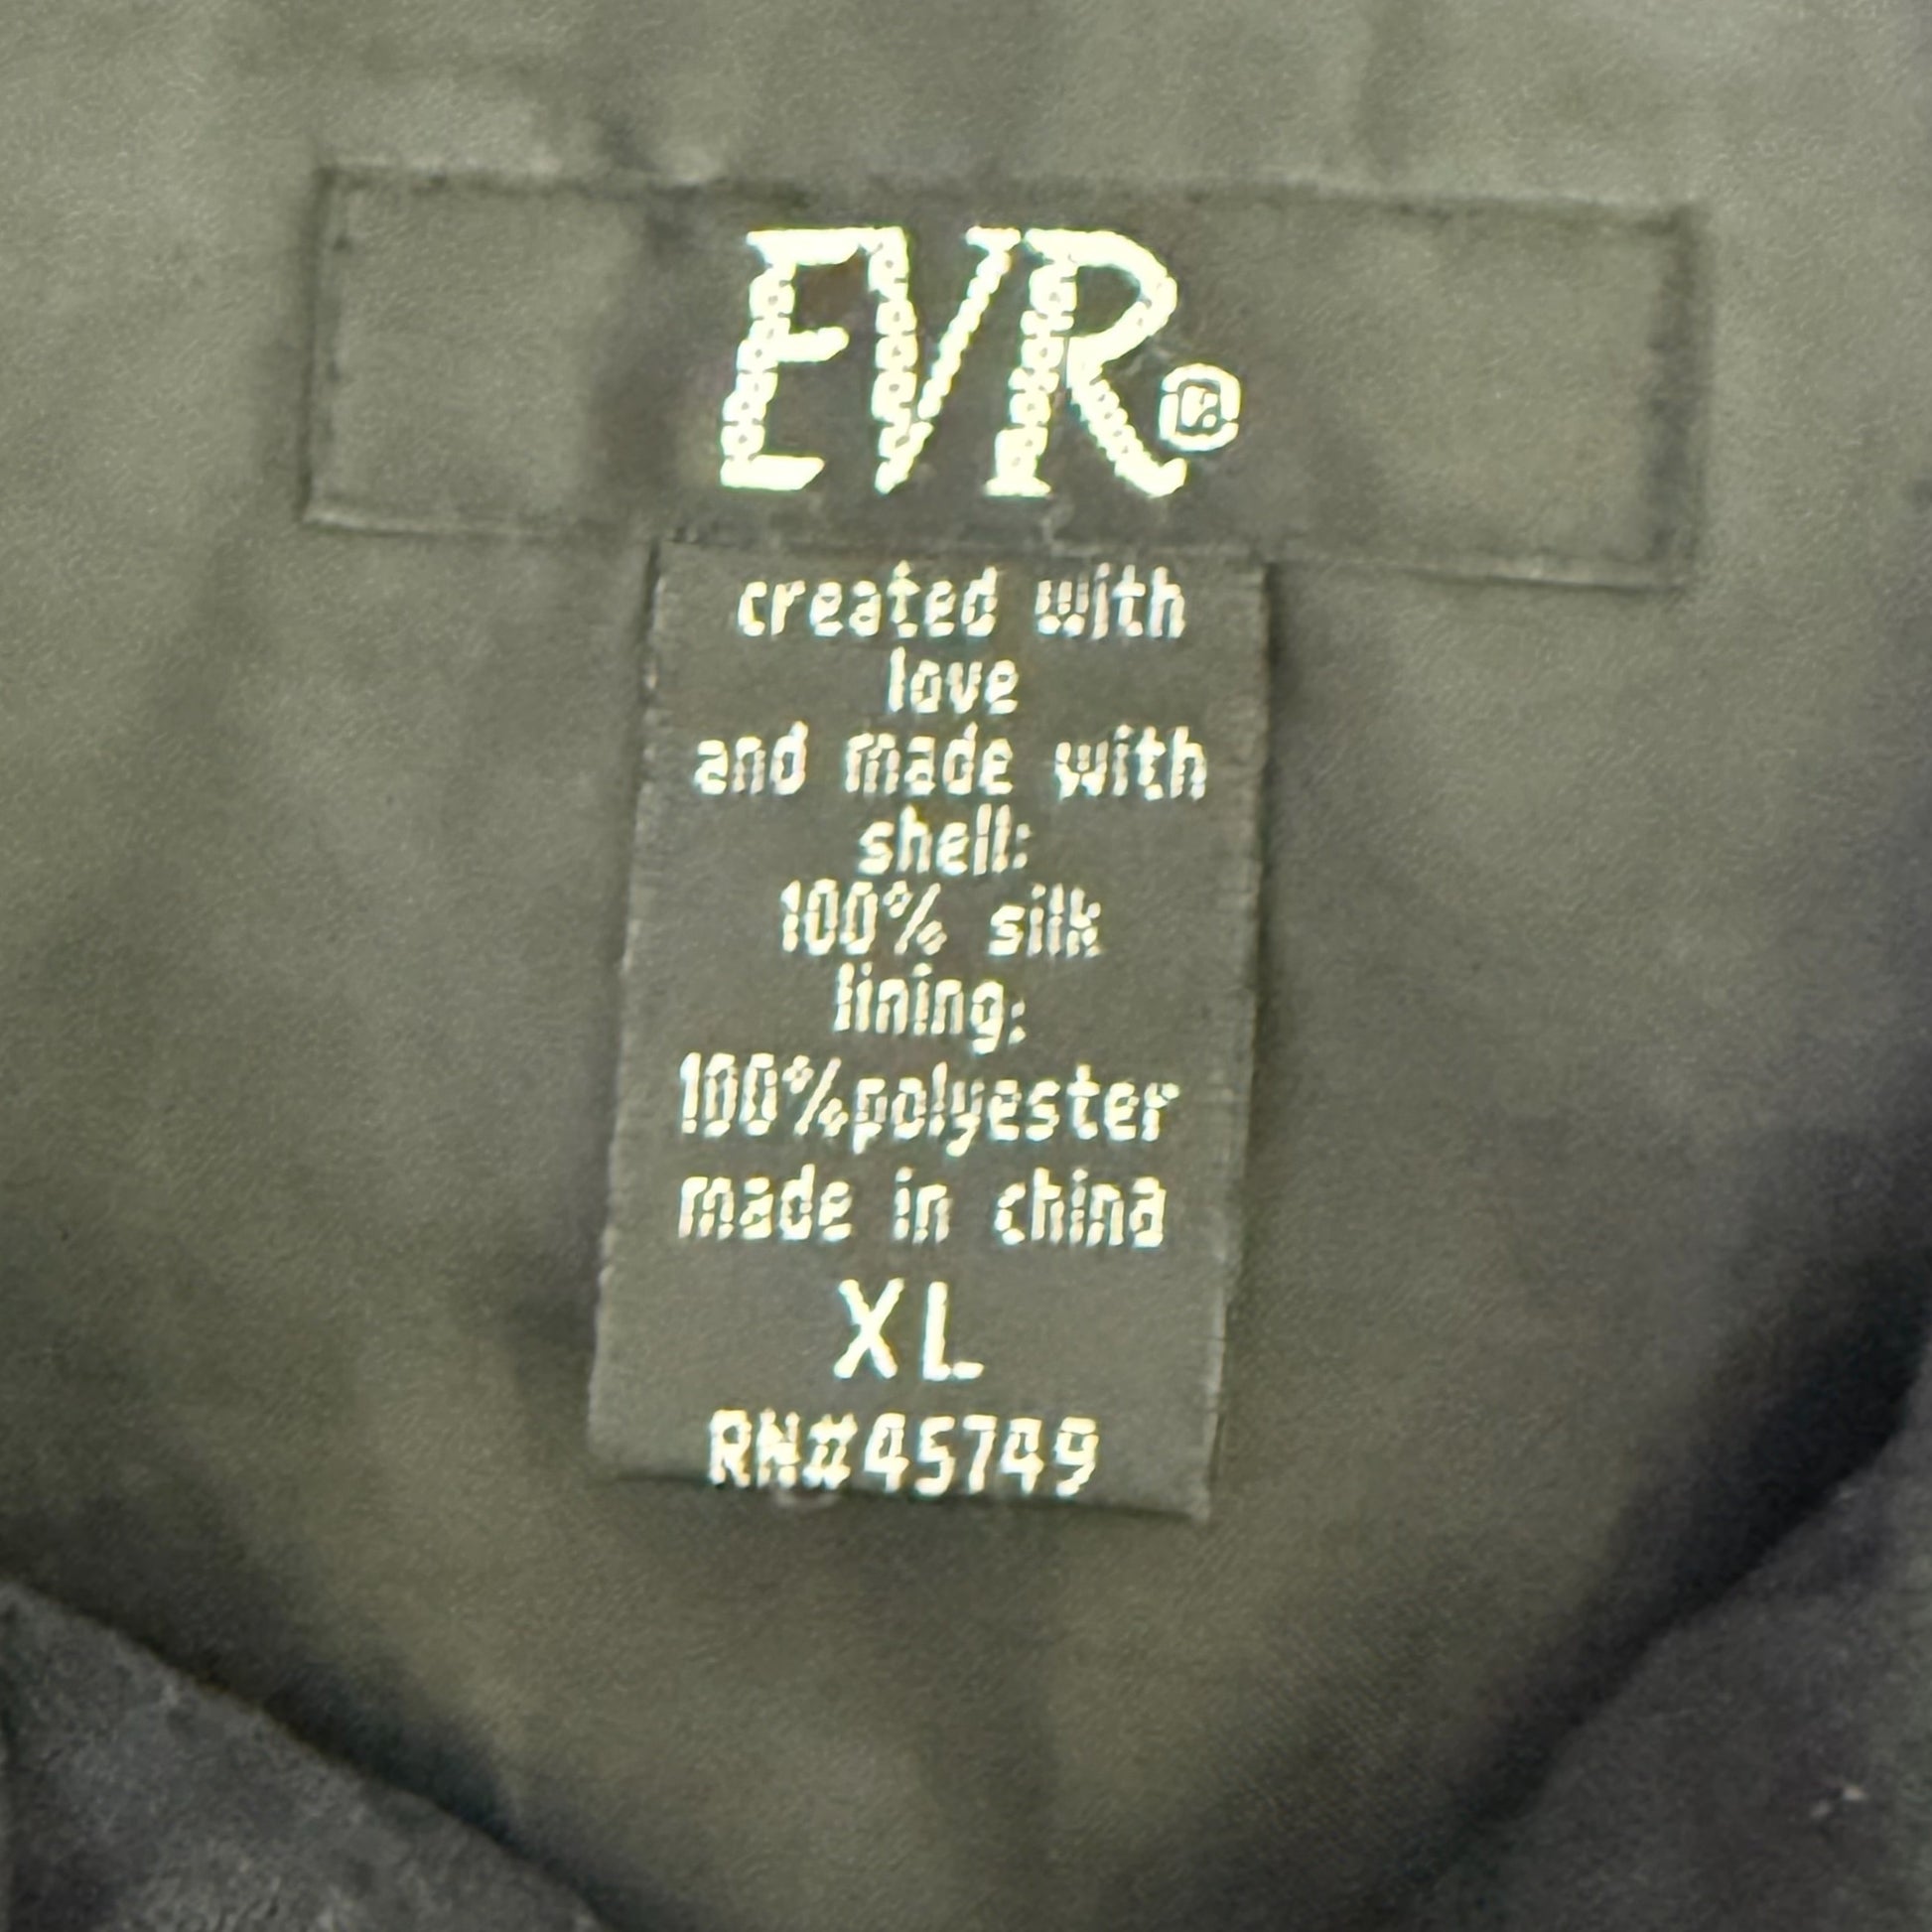 EVR®
created with
love
and made with
shell:
100% silk
lining:
100%polyester
made in china
XL
RN#45749